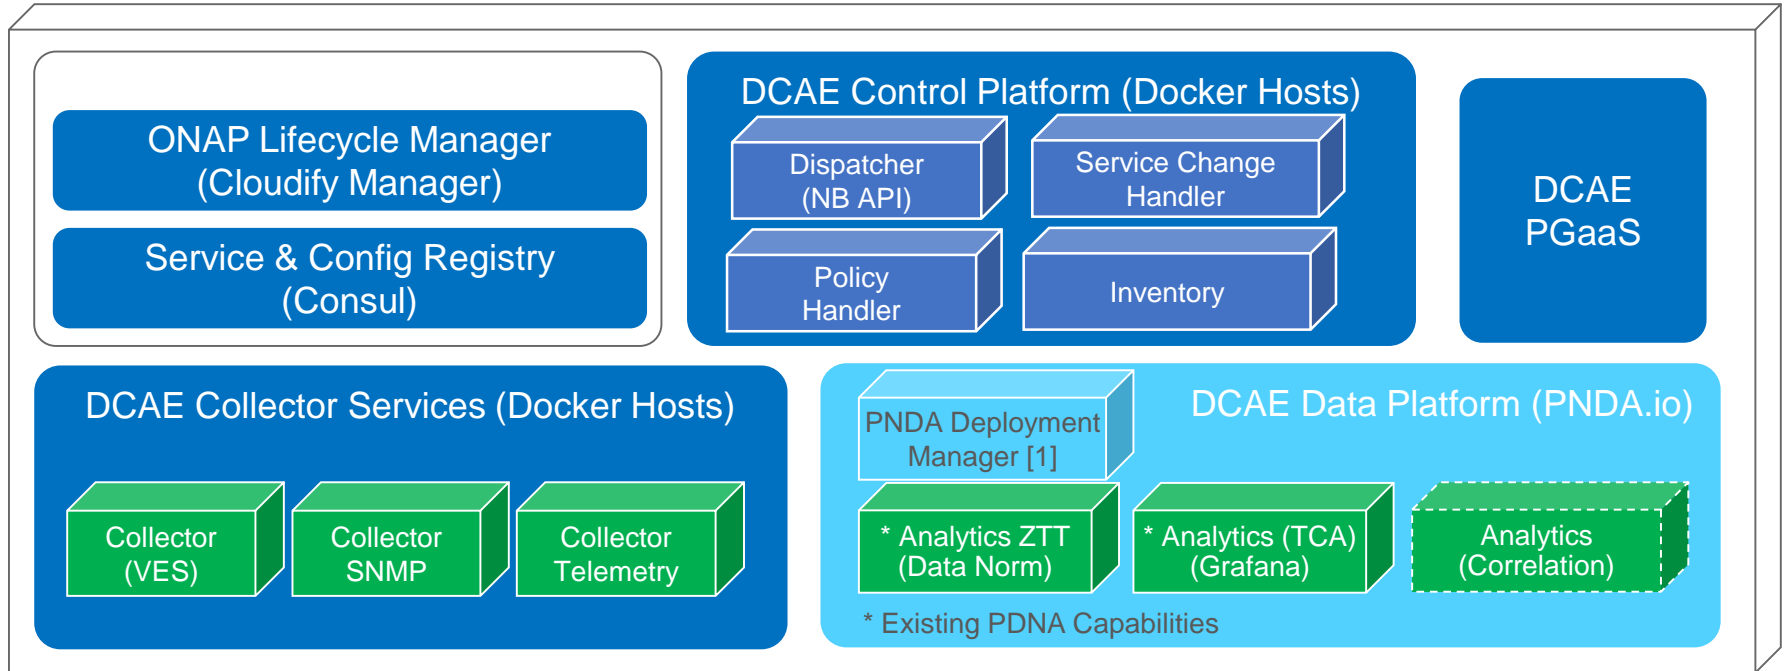 ONAP Lifecycle Manager
(Cloudify Manager)
Service & Config Registry
(Consul)
DCAE Control Platform (Docker Hosts)
Dispatcher
(NB API)
Service Change
Handler
Policy
Handler
Inventory
DCAE
PGaaS
DCAE Collector Services (Docker Hosts)
Collector
(VES)
Collector
SNMP
Collector
Telemetry
DCAE Data Platform (PNDA.io)
PNDA Deployment
Manager [1]
* Analytics ZTT
(Data Norm)
* Analytics (TCA)
(Grafana)
Analytics
(Correlation)
* Existing PDNA Capabilities